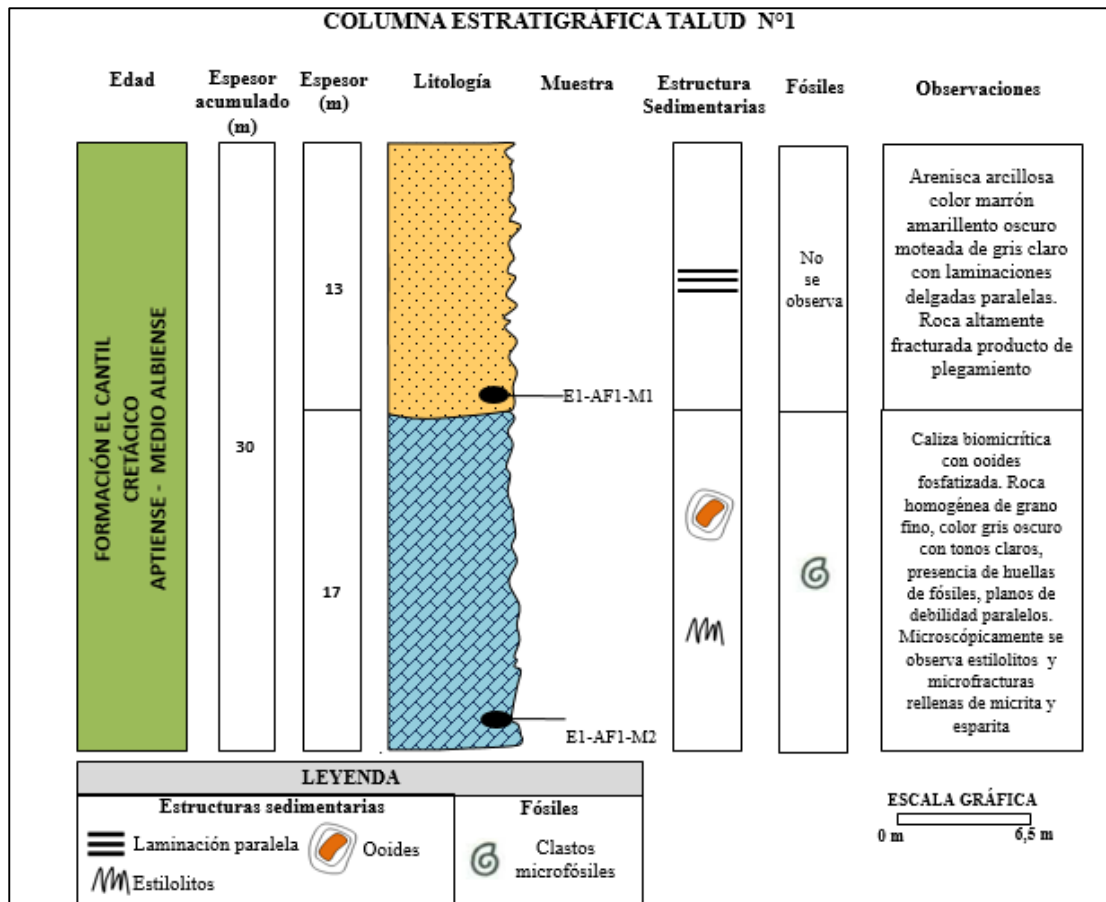 COLUMNA ESTRATIGRÁFICA TALUD N°1
Edad
Espesor
acumulado
(m)
Espesor
(m)
Litología
Muestra
Estructura
Sedimentarias
Fósiles
Observaciones
FORMACIÓN EL CANTIL
CRETÁCICO
APTIENSE - MEDIO ALBIENSE
30
13
17
E1-AF1-M1
E1-AF1-M2
No
se
observa
Arenisca arcillosa
color marrón
amarillento oscuro
moteada de gris claro
con laminaciones
delgadas paralelas.
Roca altamente
fracturada producto de
plegamiento
Caliza biomicrítica
con ooides
fosfatizada. Roca
homogénea de grano
fino, color gris oscuro
con tonos claros,
presencia de huellas
de fósiles, planos de
debilidad paralelos.
Microscópicamente se
observa estilolitos y
microfracturas
rellenas de micrita y
esparita
LEYENDA
Estructuras sedimentarias
Laminación paralela
Ooides
Estilolitos
Fósiles
Clastos
microfósiles
ESCALA GRÁFICA
0 m 6,5 m